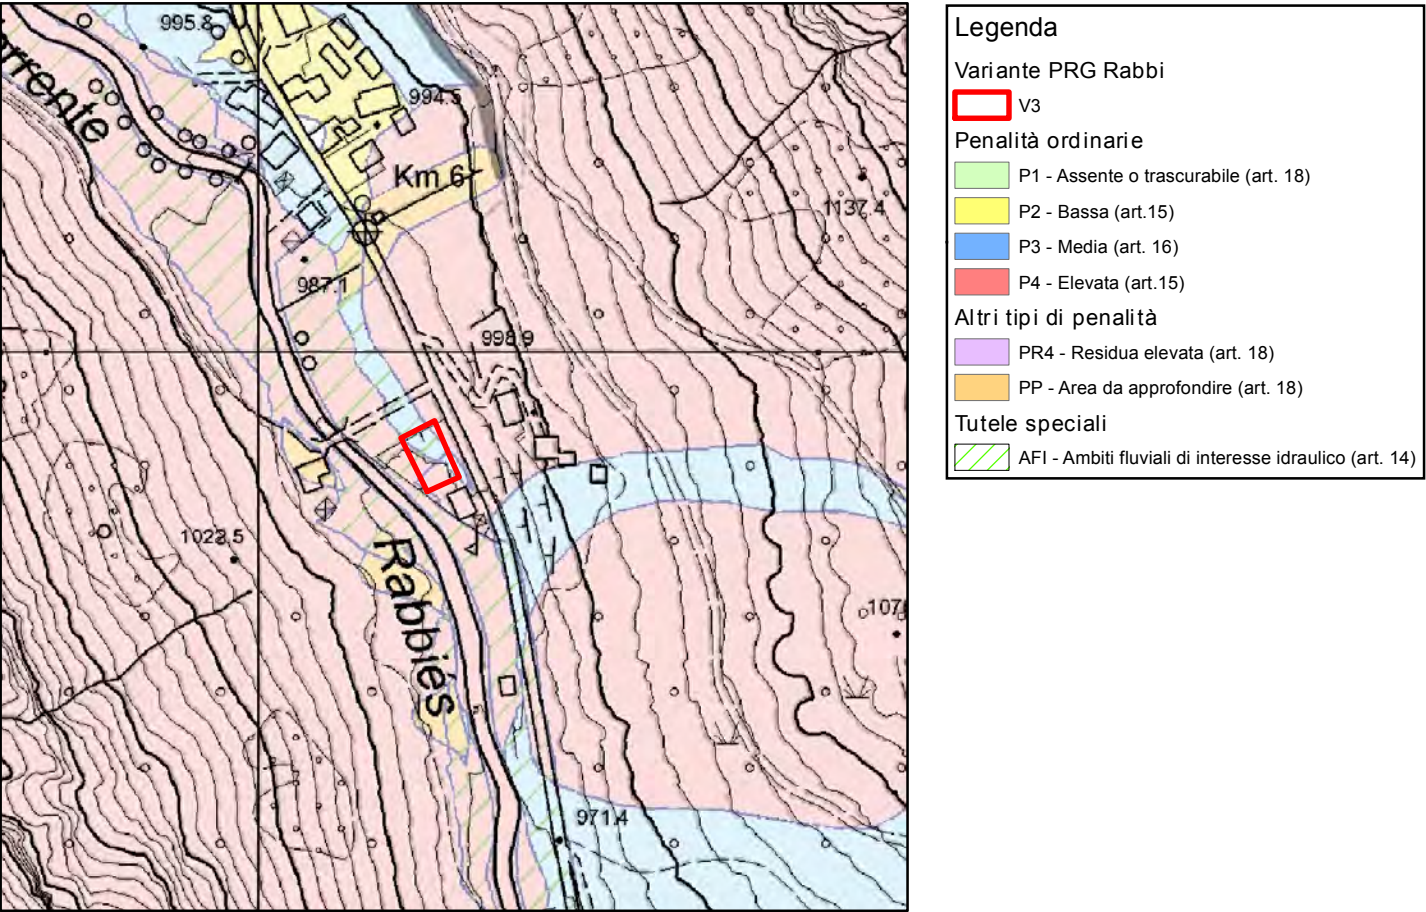 995.8
orrente
994.5
Km 6
1137.4
987.1
998.9
1023.5
Rabbiés
107
971.4
Legenda
Variante PRG Rabbi
V3
Penalità ordinarie
P1 - Assente o trascurabile (art. 18)
P2 - Bassa (art.15)
P3 - Media (art. 16)
P4 - Elevata (art.15)
Altri tipi di penalità
PR4 - Residua elevata (art. 18)
PP - Area da approfondire (art. 18)
Tutele speciali
AFI - Ambiti fluviali di interesse idraulico (art. 14)